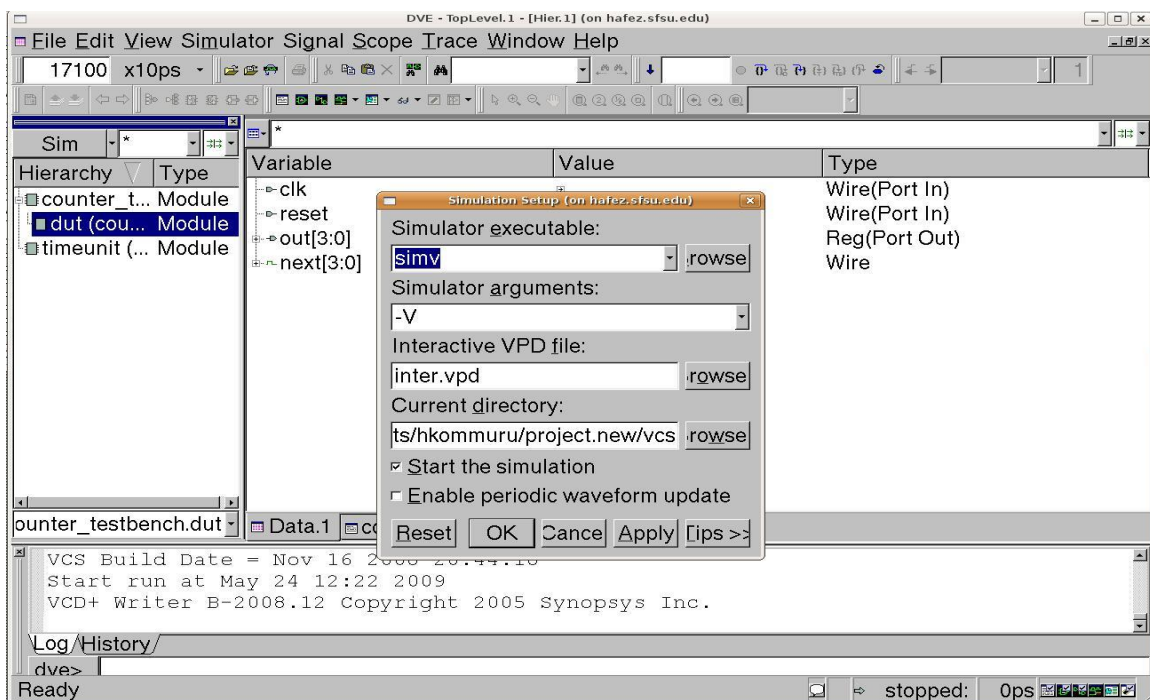 DVE - TopLevel.1 - [Hier.1] (on hafez.sfsu.edu)
File Edit View Simulator Signal Scope Trace Window Help
17100 x10ps
1
Sim *
*
Hierarchy Type
Variable Value Type
counter_t... Module
dut (cou... Module
timeunit (... Module
clk Wire(Port In)
reset Wire(Port In)
out[3:0] Reg(Port Out)
next[3:0] Wire
Simulation Setup (on hafez.sfsu.edu)
Simulator executable:
simv rowse
Simulator arguments:
-V
Interactive VPD file:
inter.vpd rowse
Current directory:
ts/hkommuru/project.new/vcs rowse
Start the simulation
Enable periodic waveform update
Reset OK Cancel Apply Tips >>
ounter_testbench.dut Data.1
VCS Build Date = Nov 16
Start run at May 24 12:22 2009
VCD+ Writer B-2008.12 Copyright 2005 Synopsys Inc.
Log History
dve>
Ready stopped: 0ps